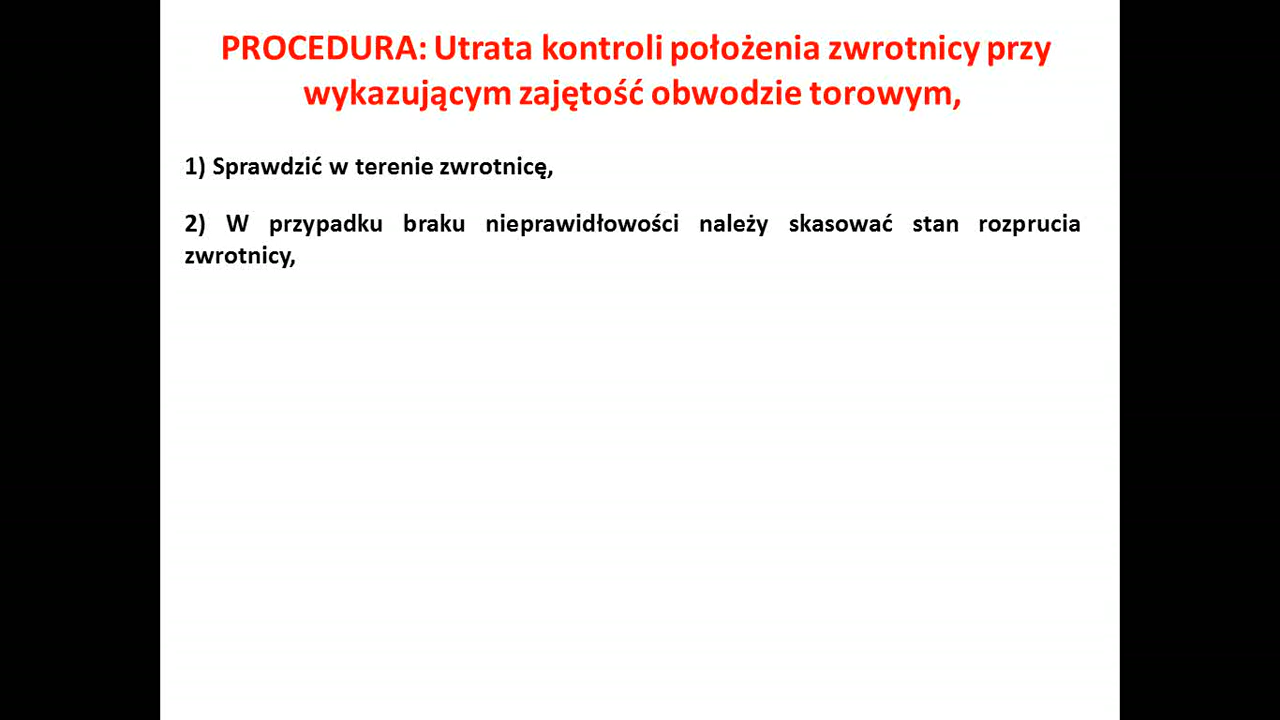 PROCEDURA: Utrata kontroli położenia zwrotnicy przy
wykazującym zajętość obwodzie torowym,
1) Sprawdzić w terenie zwrotnicę,
2) W przypadku braku nieprawidłowości należy skasować stan rozprucia
zwrotnicy,